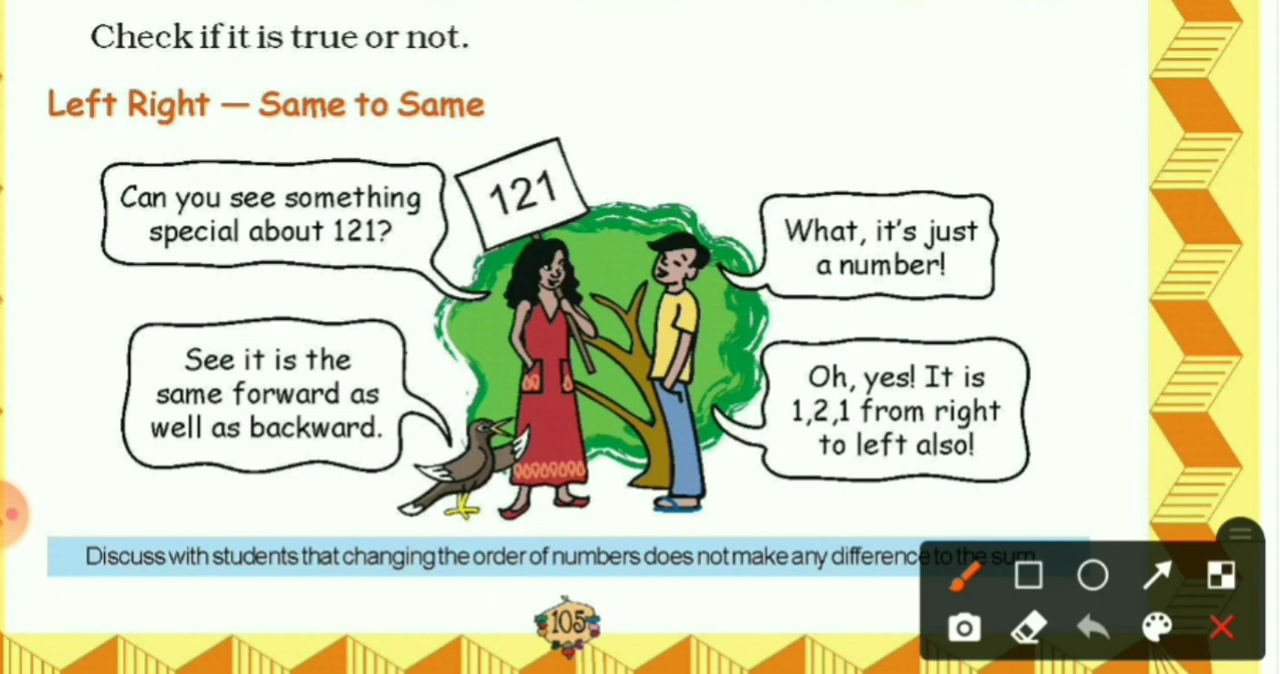 Check if it is true or not.
Left Right — Same to Same
Can you see something
special about 121?
121
What, it's just
a number!
See it is the
same forward as
well as backward.
Oh, yes! It is
1,2,1 from right
to left also!
Discuss with students that changing the order of numbers does not make any difference to the sum.
105